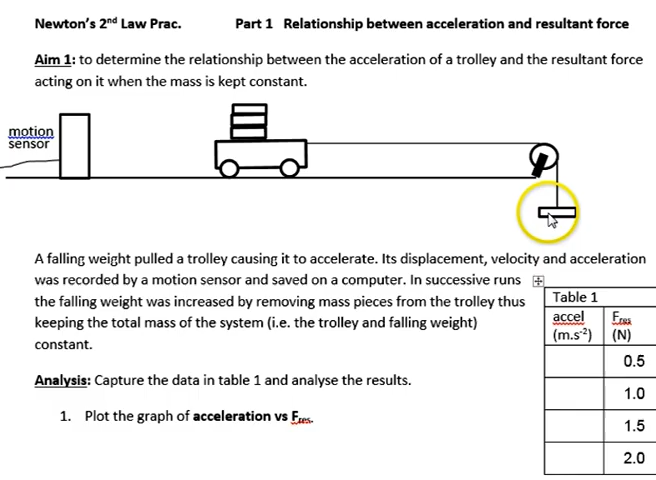 Newton's 2nd Law Prac. Part 1 Relationship between acceleration and resultant force
Aim 1: to determine the relationship between the acceleration of a trolley and the resultant force
acting on it when the mass is kept constant.
motion
sensor
A falling weight pulled a trolley causing it to accelerate. Its displacement, velocity and acceleration
was recorded by a motion sensor and saved on a computer. In successive runs
the falling weight was increased by removing mass pieces from the trolley thus
keeping the total mass of the system (i.e. the trolley and falling weight)
constant.
Analysis: Capture the data in table 1 and analyse the results.
1. Plot the graph of acceleration vs Fres.
Table 1
accel Fres
(m.s-2) (N)
0.5
1.0
1.5
2.0